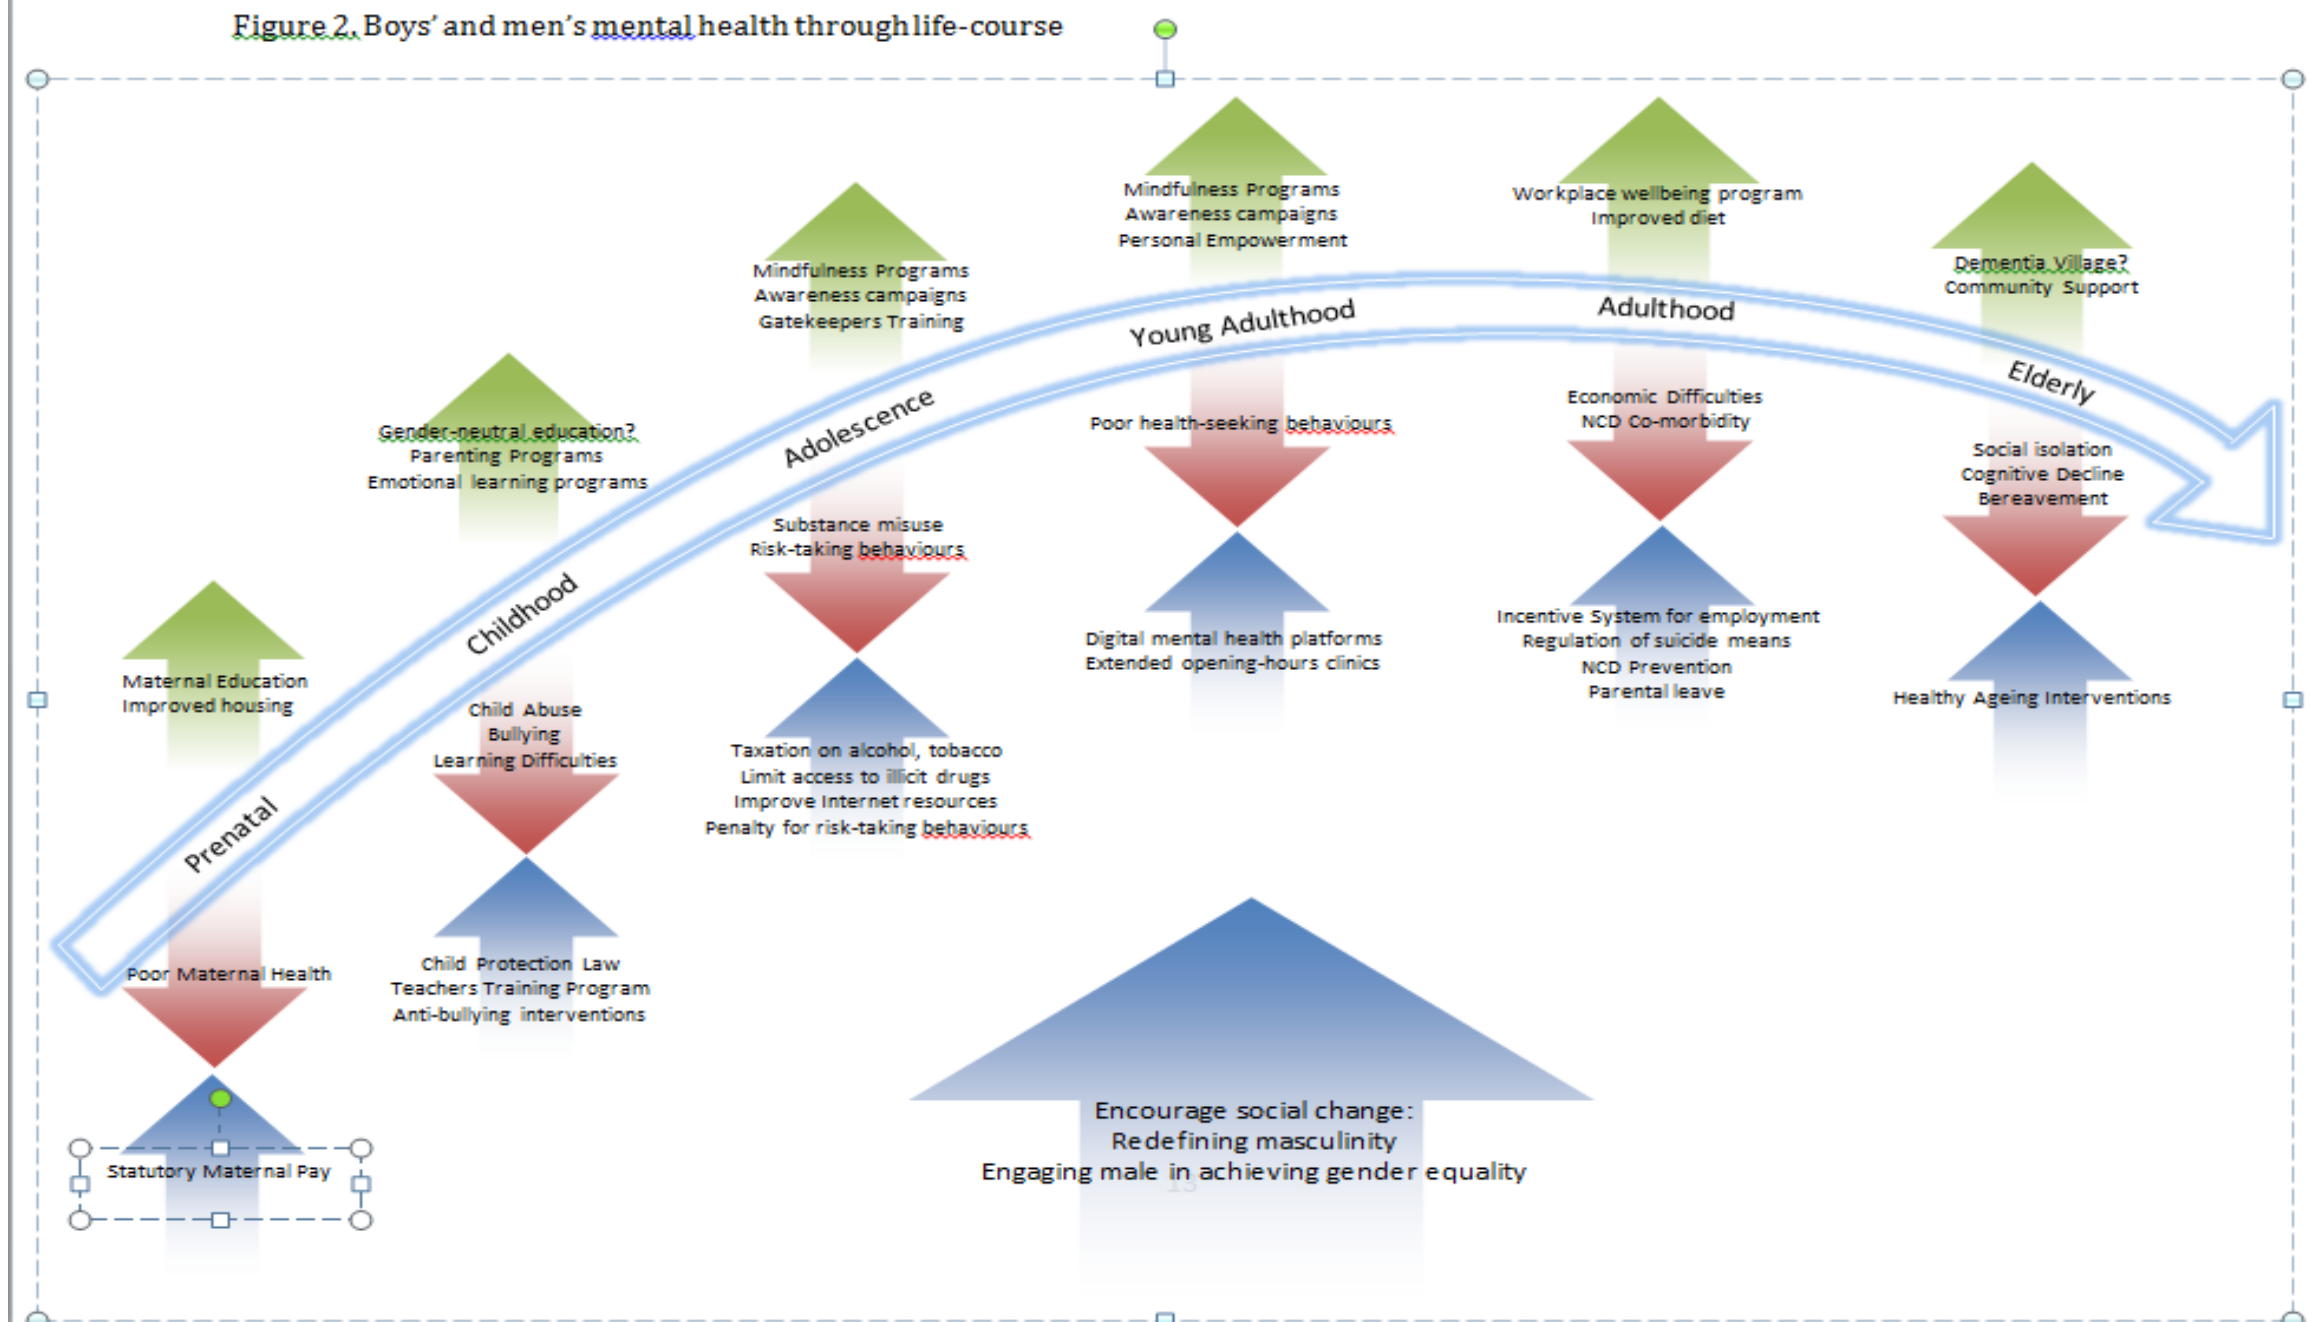 Figure 2. Boys’ and men’s mental health through life-course
Maternal Education
Improved housing
Prenatal
Poor Maternal Health
Statutory Maternal Pay
Gender-neutral education?
Parenting Programs
Emotional learning programs
Childhood
Child Abuse
Bullying
Learning Difficulties
Child Protection Law
Teachers Training Program
Anti-bullying interventions
Mindfulness Programs
Awareness campaigns
Gatekeepers Training
Adolescence
Substance misuse
Risk-taking behaviours
Taxation on alcohol, tobacco
Limit access to illicit drugs
Improve Internet resources
Penalty for risk-taking behaviours
Mindfulness Programs
Awareness campaigns
Personal Empowerment
Young Adulthood
Poor health-seeking behaviours
Digital mental health platforms
Extended opening-hours clinics
Workplace wellbeing program
Improved diet
Adulthood
Economic Difficulties
NCD Co-morbidity
Incentive System for employment
Regulation of suicide means
NCD Prevention
Parental leave
Dementia Village?
Community Support
Elderly
Social isolation
Cognitive Decline
Bereavement
Healthy Ageing Interventions
Encourage social change:
Redefining masculinity
Engaging male in achieving gender equality
13